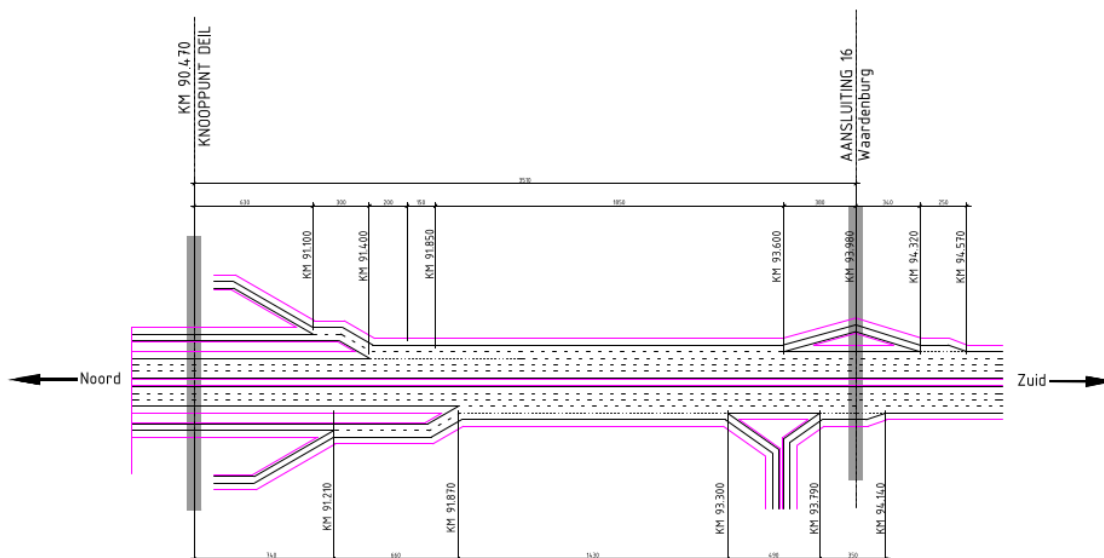 KM 90.470
KNOOPPUNT DEIL
AANSLUITING 16
Waardenburg
3510
630
300
200
150
1850
380
340
250
KM 91.100
KM 91.400
KM 91.850
KM 93.600
KM 93.980
KM 94.320
KM 94.570
Noord
Zuid
KM 91.210
KM 91.870
KM 93.300
KM 93.790
KM 94.140
740
660
1430
490
350